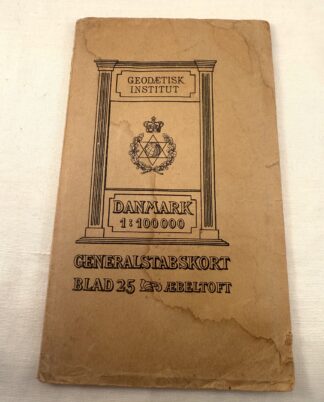 GEODÆTISK
INSTITUT
DANMARK
1:100000
GENERALSTABSKORT
BLAD 25 ÆBELTOFT